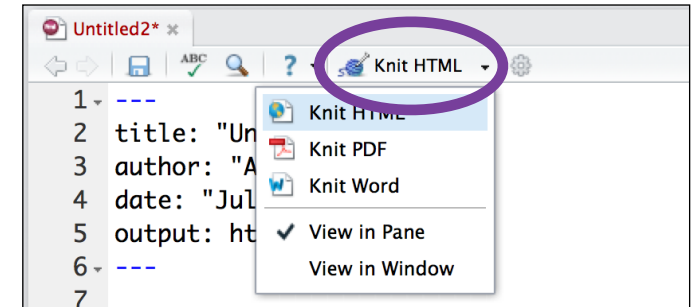 Untitled2*
ABC ? Knit HTML
1 ---
2 title: "Un
3 author: "A
4 date: "Jul
5 output: ht
6 ---
7
Knit HTML
Knit PDF
Knit Word
View in Pane
View in Window